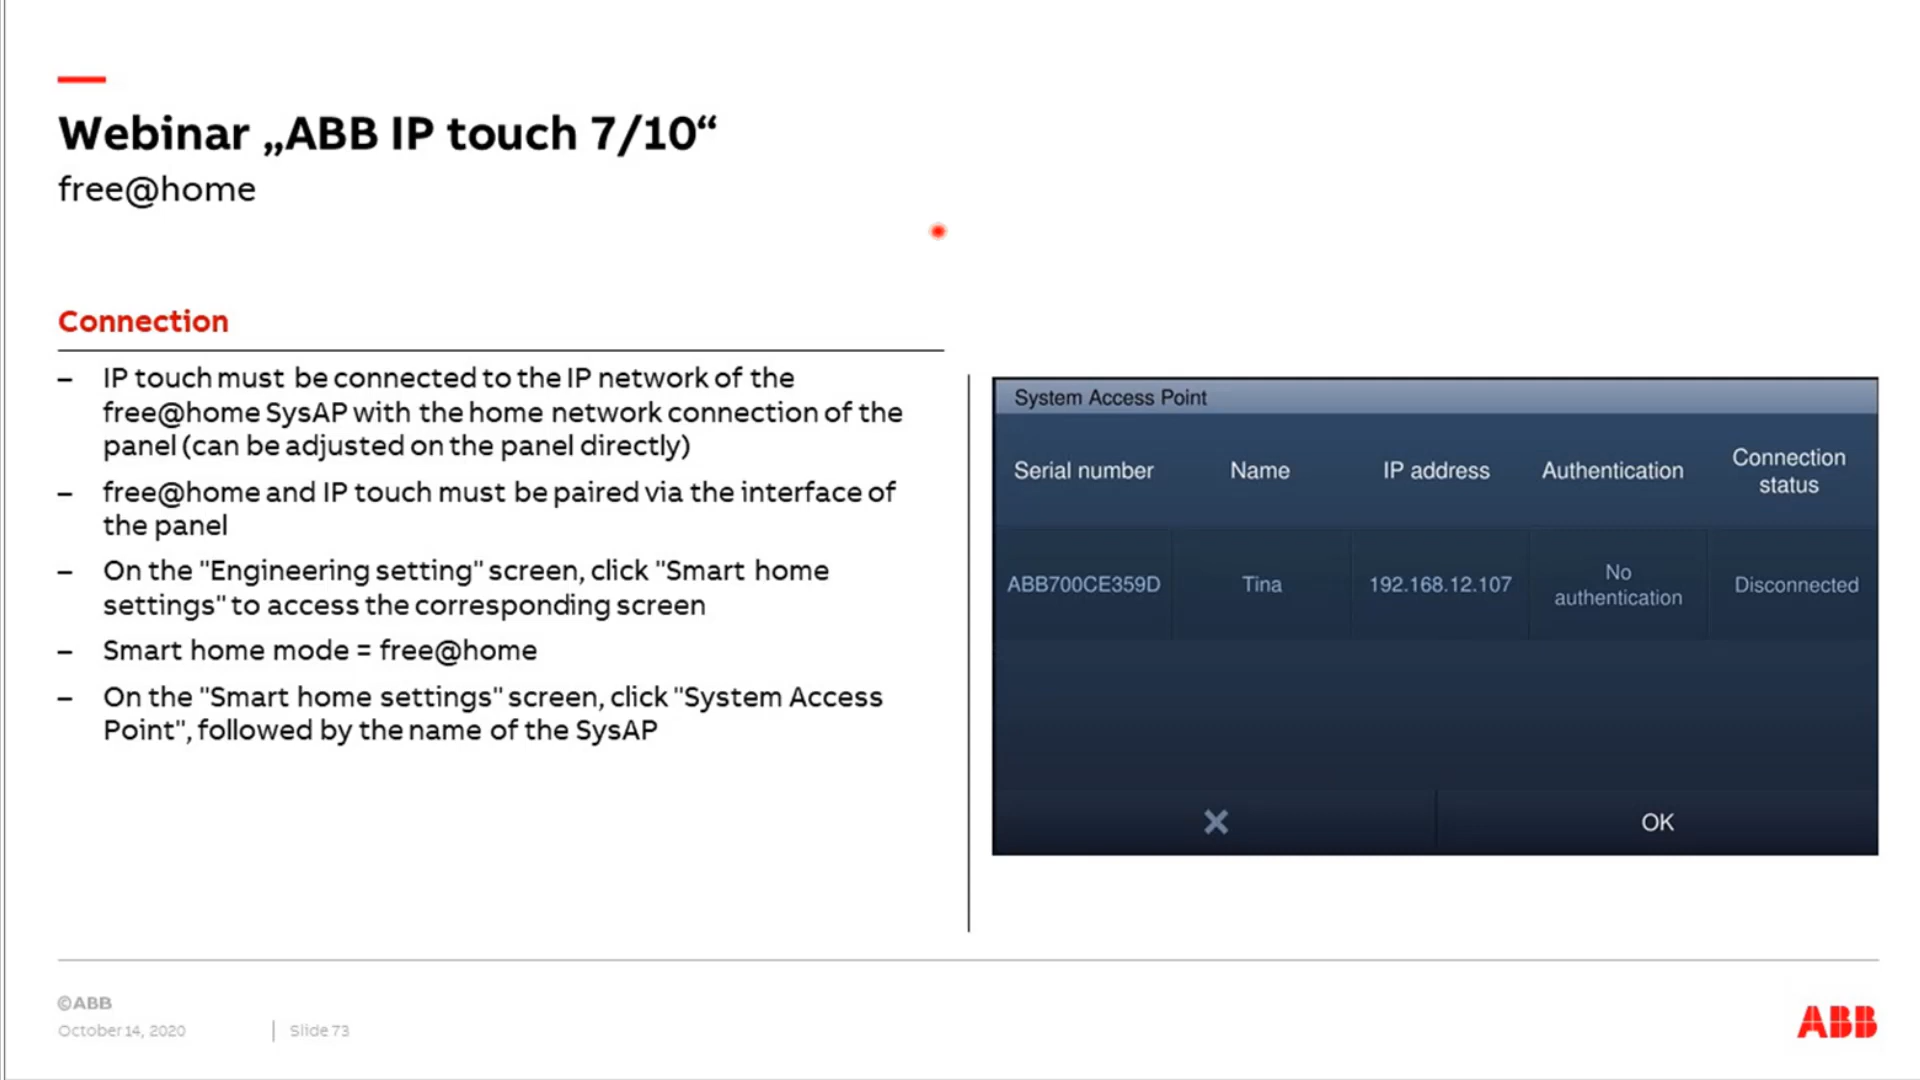 Webinar „ABB IP touch 7/10“
free@home
Connection
– IP touch must be connected to the IP network of the
free@home SysAP with the home network connection of the
panel (can be adjusted on the panel directly)
– free@home and IP touch must be paired via the interface of
the panel
– On the "Engineering setting" screen, click "Smart home
settings" to access the corresponding screen
– Smart home mode = free@home
– On the "Smart home settings" screen, click "System Access
Point", followed by the name of the SysAP
System Access Point
Serial number Name IP address Authentication Connection
status
ABB700CE359D Tina 192.168.12.107 No
authentication Disconnected
OK
©ABB
October 14, 2020 Slide 73
ABB